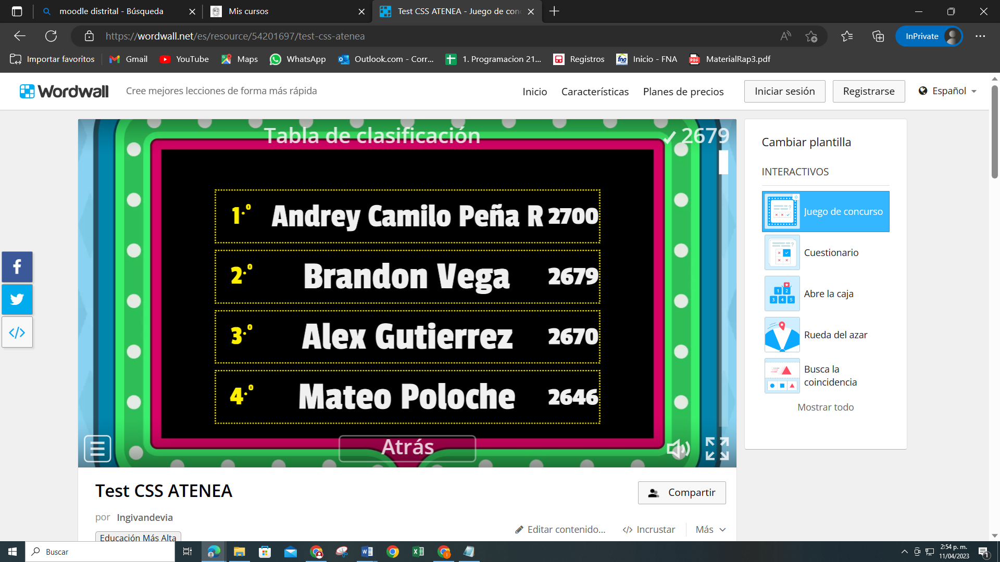 moodle distrital - Búsqueda
Mis cursos
Test CSS ATENEA - Juego de con
https://wordwall.net/es/resource/54201697/test-css-atenea
InPrivate
Importar favoritos
Gmail
YouTube
Maps
WhatsApp
Outlook.com - Corr...
1. Programacion 21...
Registros
Inicio - FNA
MaterialRap3.pdf
Wordwall
Cree mejores lecciones de forma más rápida
Inicio
Características
Planes de precios
Iniciar sesión
Registrarse
Español
Tabla de clasificación
2679
1.º Andrey Camilo Peña R 2700
2.º Brandon Vega 2679
3.º Alex Gutierrez 2670
4.º Mateo Poloche 2646
Atrás
Cambiar plantilla
INTERACTIVOS
Juego de concurso
Cuestionario
Abre la caja
Rueda del azar
Busca la
coincidencia
Mostrar todo
Test CSS ATENEA
Compartir
por Ingivandevia
Editar contenido...
Incrustar
Más
Educación Más Alta
Buscar
2:54 p. m.
11/04/2023
1